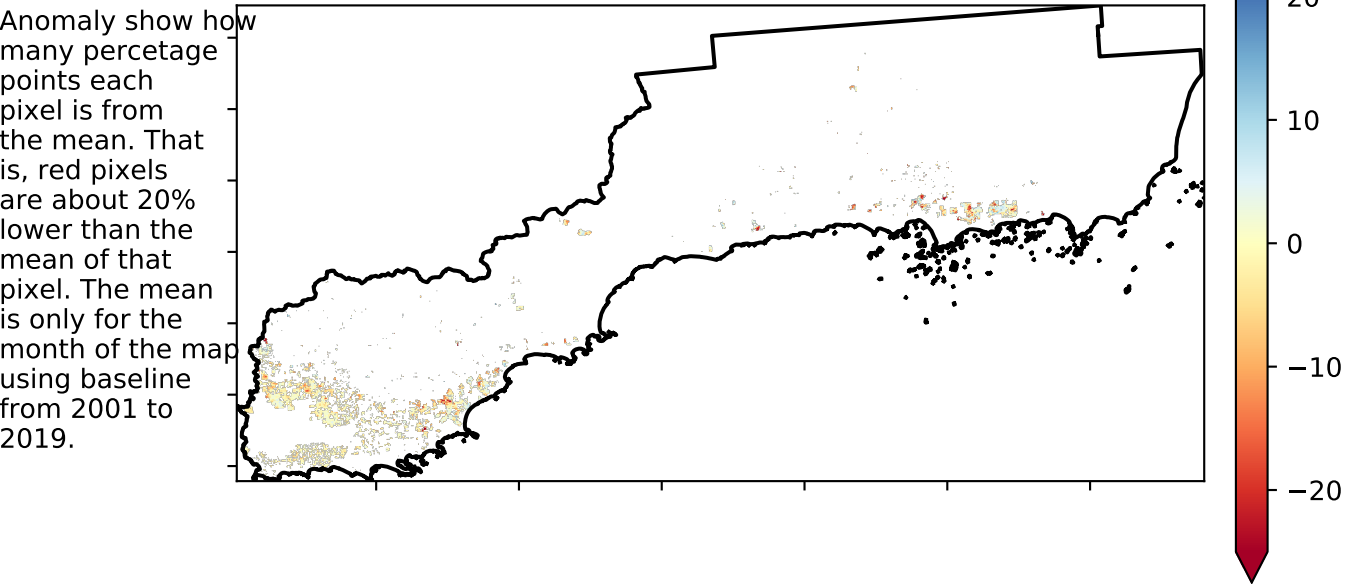 Anomaly show how
many percetage
points each
pixel is from
the mean. That
is, red pixels
are about 20%
lower than the
mean of that
pixel. The mean
is only for the
month of the map
using baseline
from 2001 to
2019.
20
10
0
−10
−20